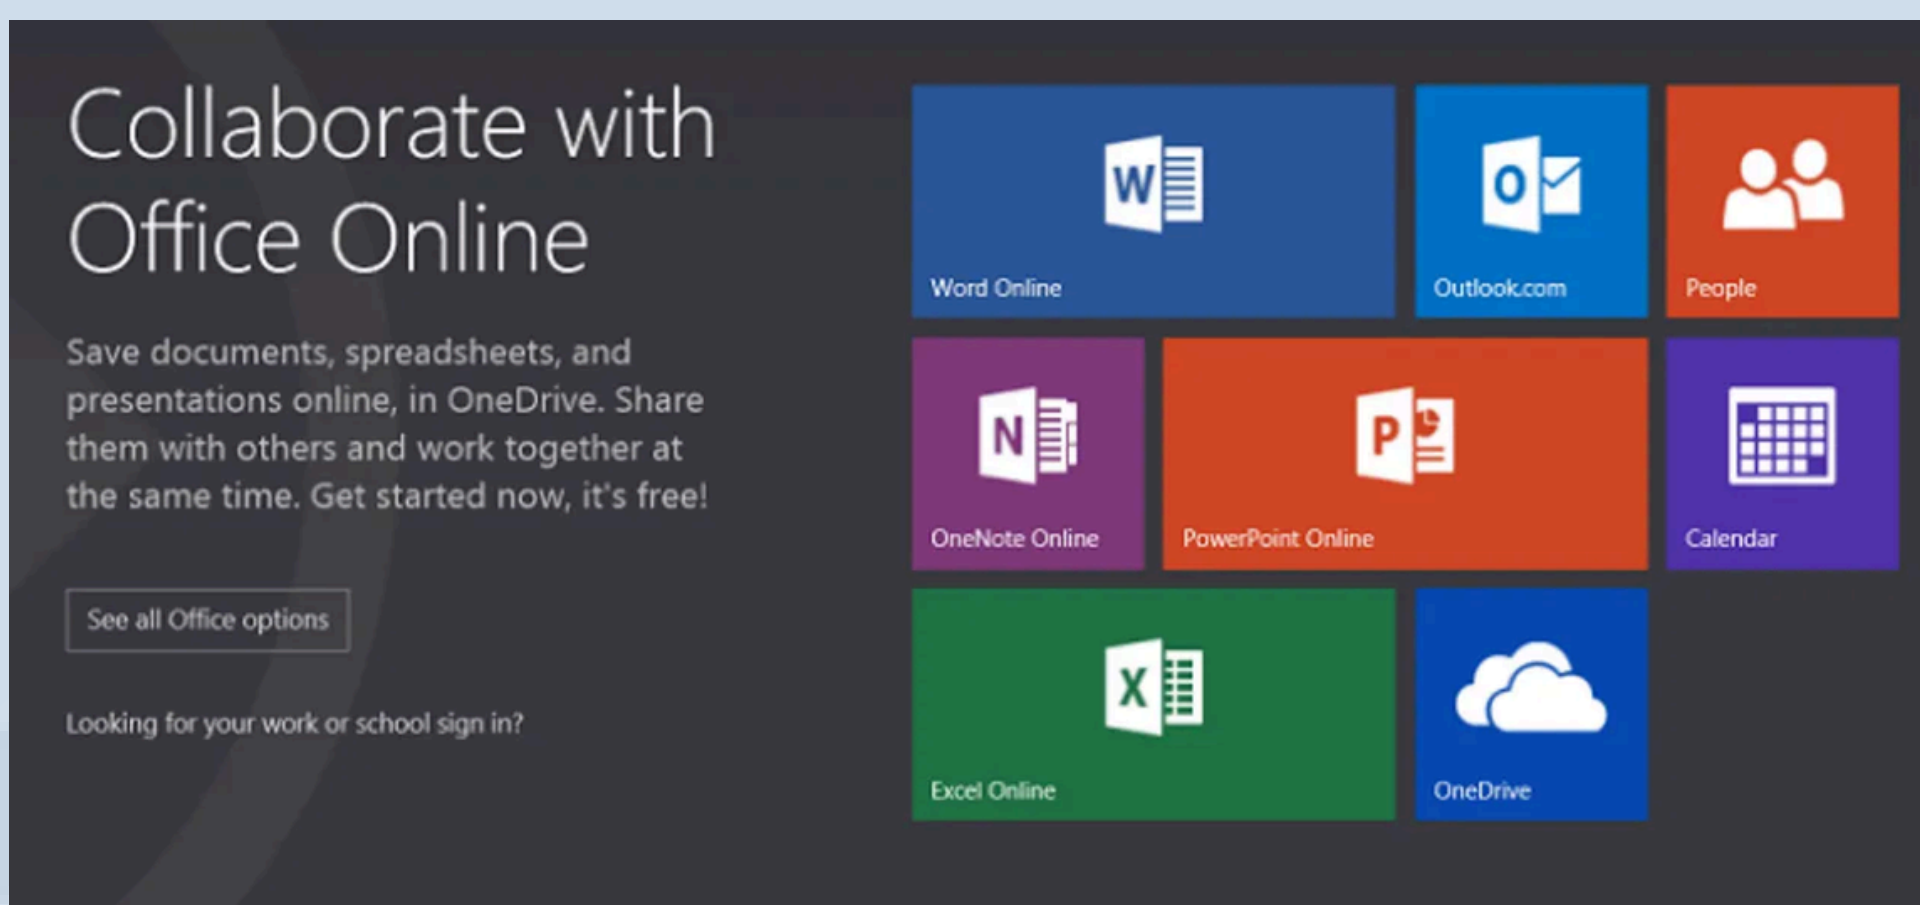 Collaborate with
Office Online
Save documents, spreadsheets, and
presentations online, in OneDrive. Share
them with others and work together at
the same time. Get started now, it's free!
See all Office options
Looking for your work or school sign in?
W
Word Online
O
Outlook.com
People
N
OneNote Online
P
PowerPoint Online
Calendar
X
Excel Online
OneDrive